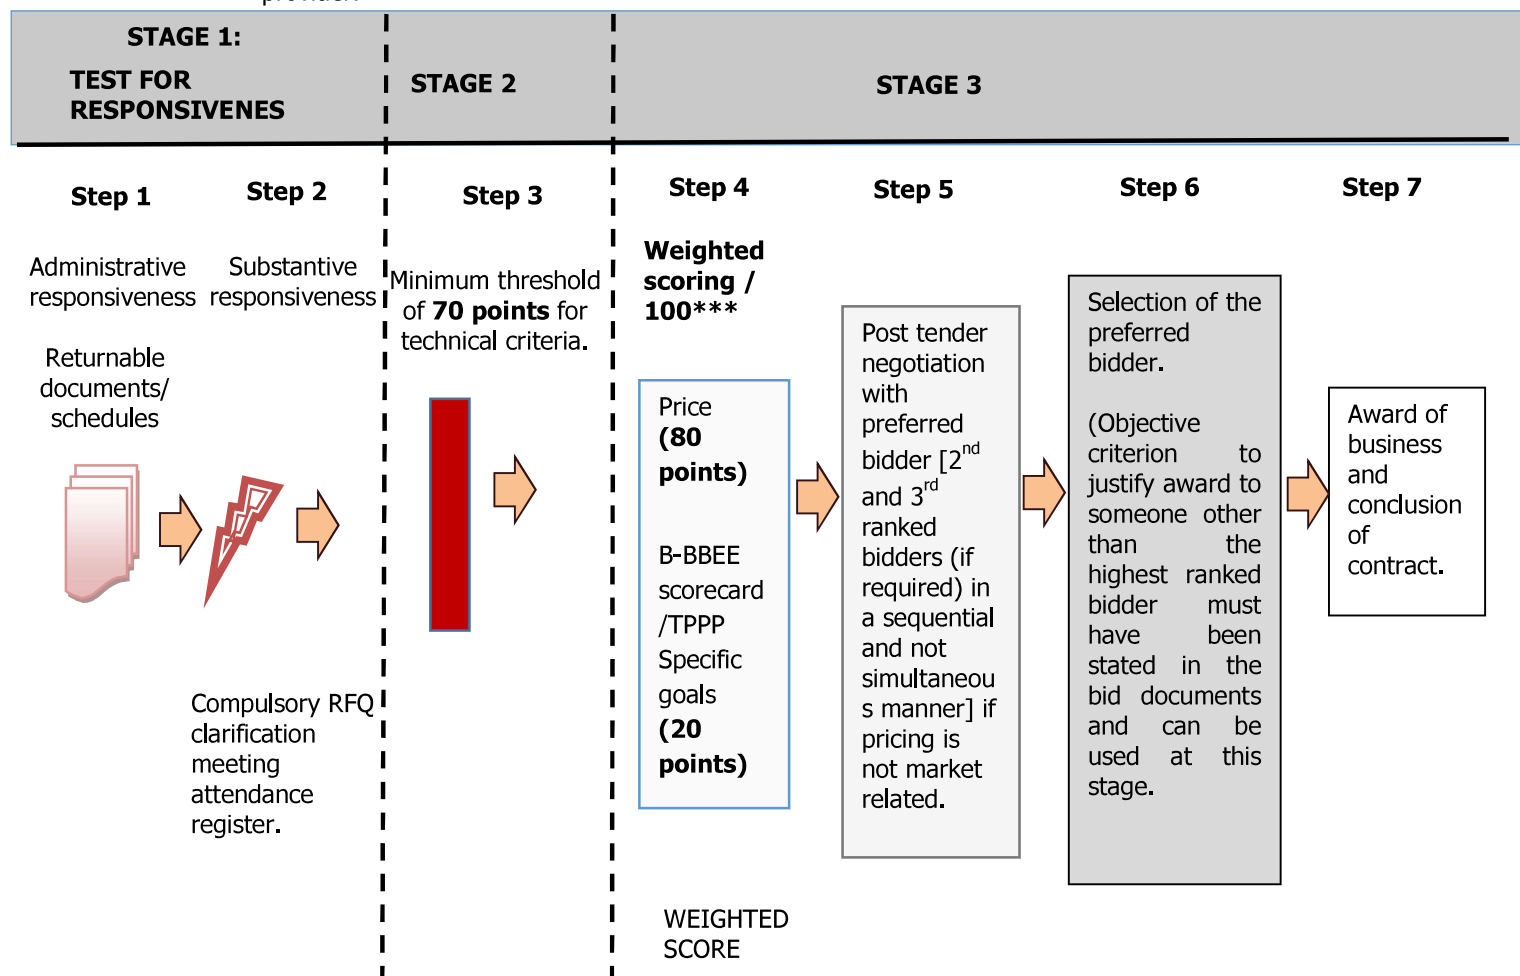 STAGE 1:
TEST FOR
RESPONSIVENES
STAGE 2
STAGE 3
Step 1
Administrative
responsiveness
Returnable
documents/
schedules
Step 2
Substantive
responsiveness
Compulsory RFQ
clarification
meeting
attendance
register.
Step 3
Minimum threshold
of 70 points for
technical criteria.
Step 4
Weighted
scoring /
100***
Price
(80
points)
B-BBEE
scorecard
/TPPP
Specific
goals
(20
points)
WEIGHTED
SCORE
Step 5
Post tender
negotiation
with
preferred
bidder [2nd
and 3rd
ranked
bidders (if
required) in
a sequential
and not
simultaneou
s manner] if
pricing is
not market
related.
Step 6
Selection of the
preferred
bidder.
(Objective
criterion to
justify award to
someone other
than the
highest ranked
bidder must
have been
stated in the
bid documents
and can be
used at this
stage.
Step 7
Award of
business
and
conclusion
of
contract.